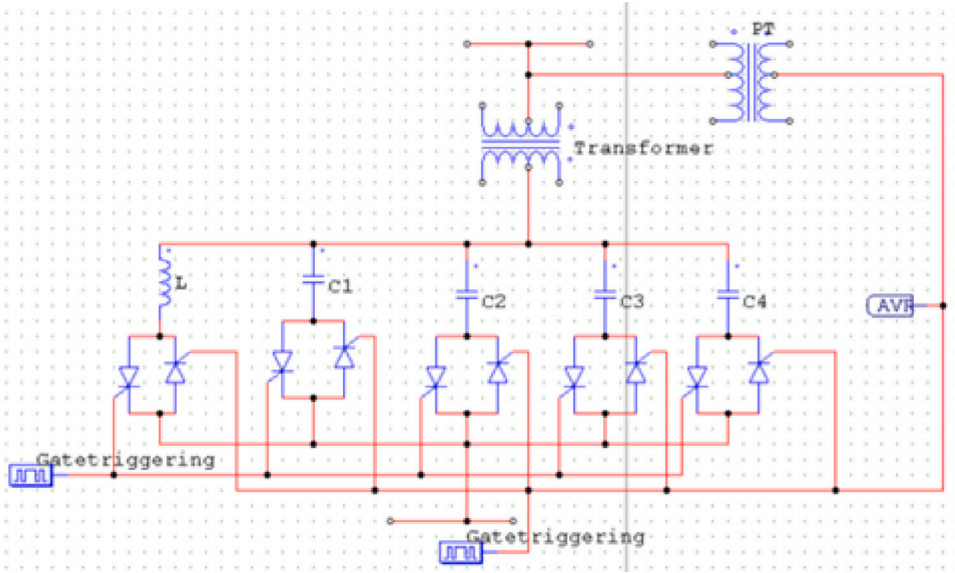 PT
Transformer
L
C1
C2
C3
C4
AVR
Gatetriggering
Gatetriggering